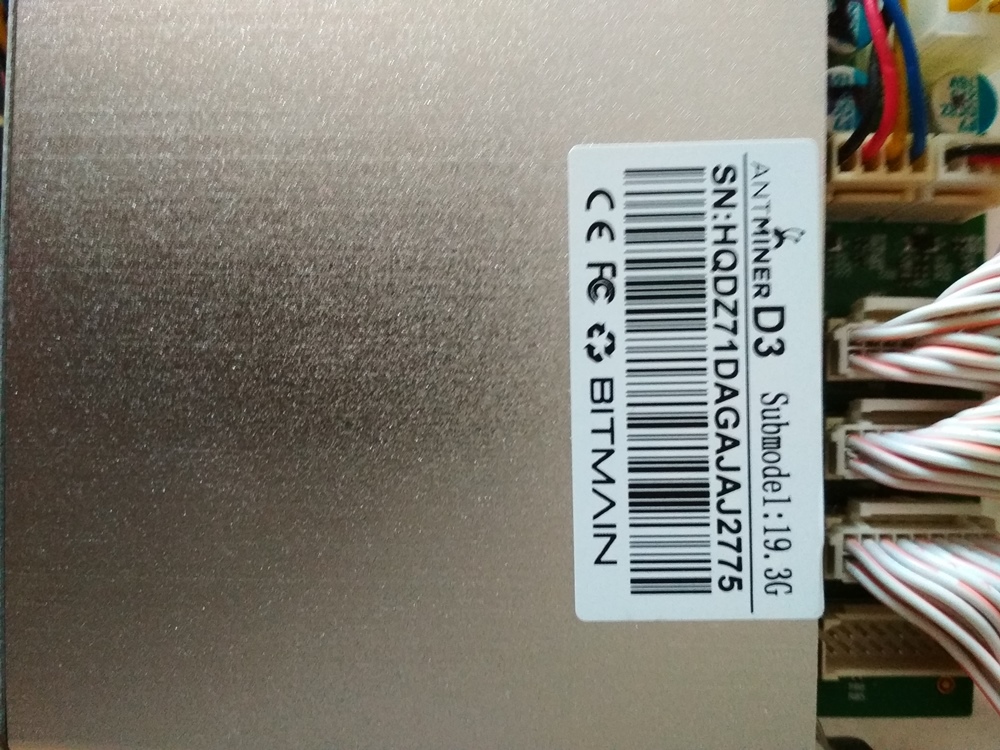 ANTMINER D3 Submodel:19.3G
SN:HQDZ71DAGAJAJ2775
CE FC BITMAIN